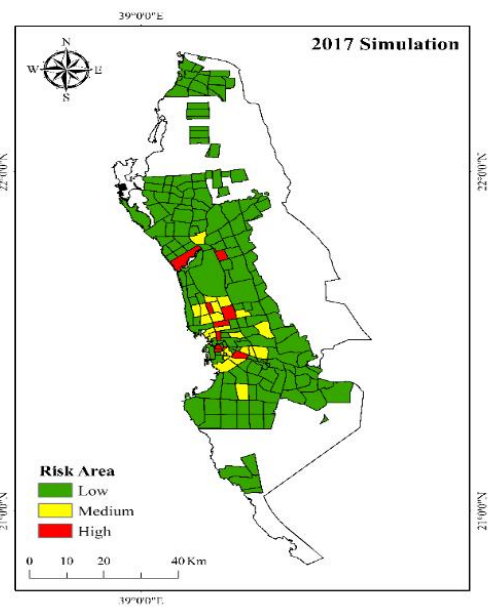 39°0'0"E
2017 Simulation
N
W E
S
22°0'0"N
22°0'0"N
Risk Area
Low
Medium
High
21°0'0"N
21°0'0"N
0 10 20 40 Km
39°0'0"E